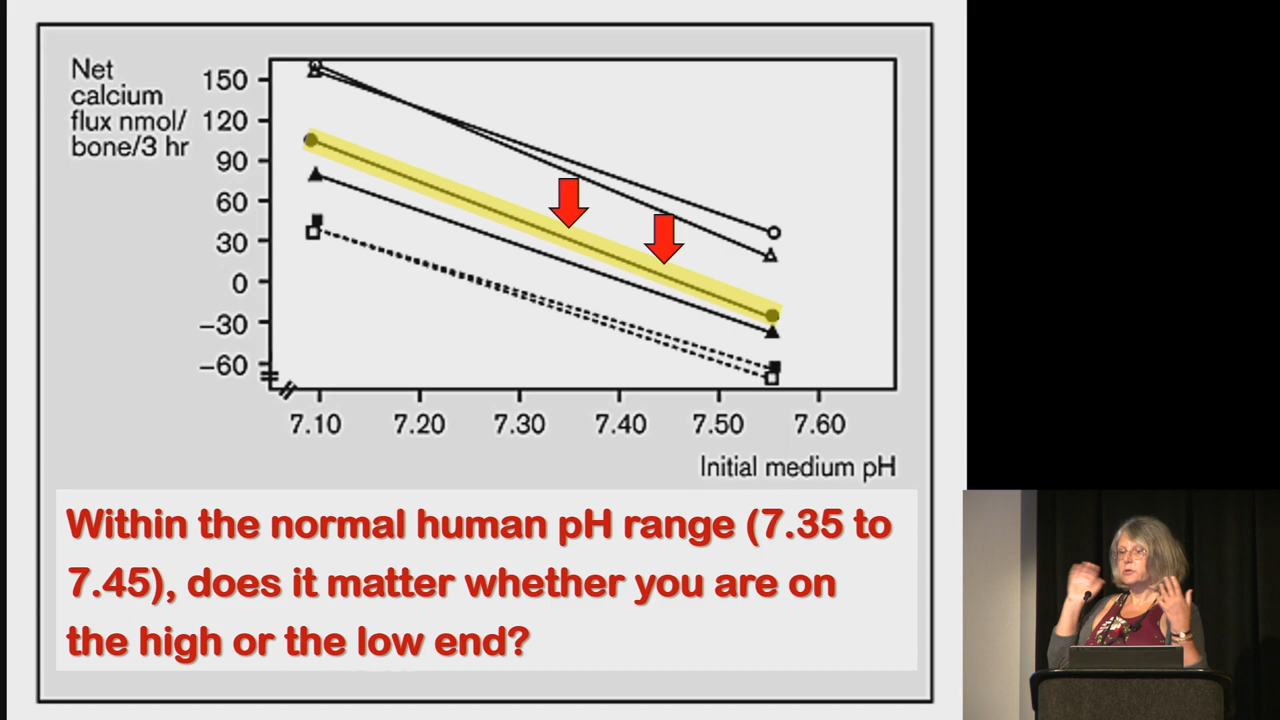 Net
calcium
flux nmol/
bone/3 hr
150
120
90
60
30
0
−30
−60
7.10 7.20 7.30 7.40 7.50 7.60
Initial medium pH
Within the normal human pH range (7.35 to
7.45), does it matter whether you are on
the high or the low end?